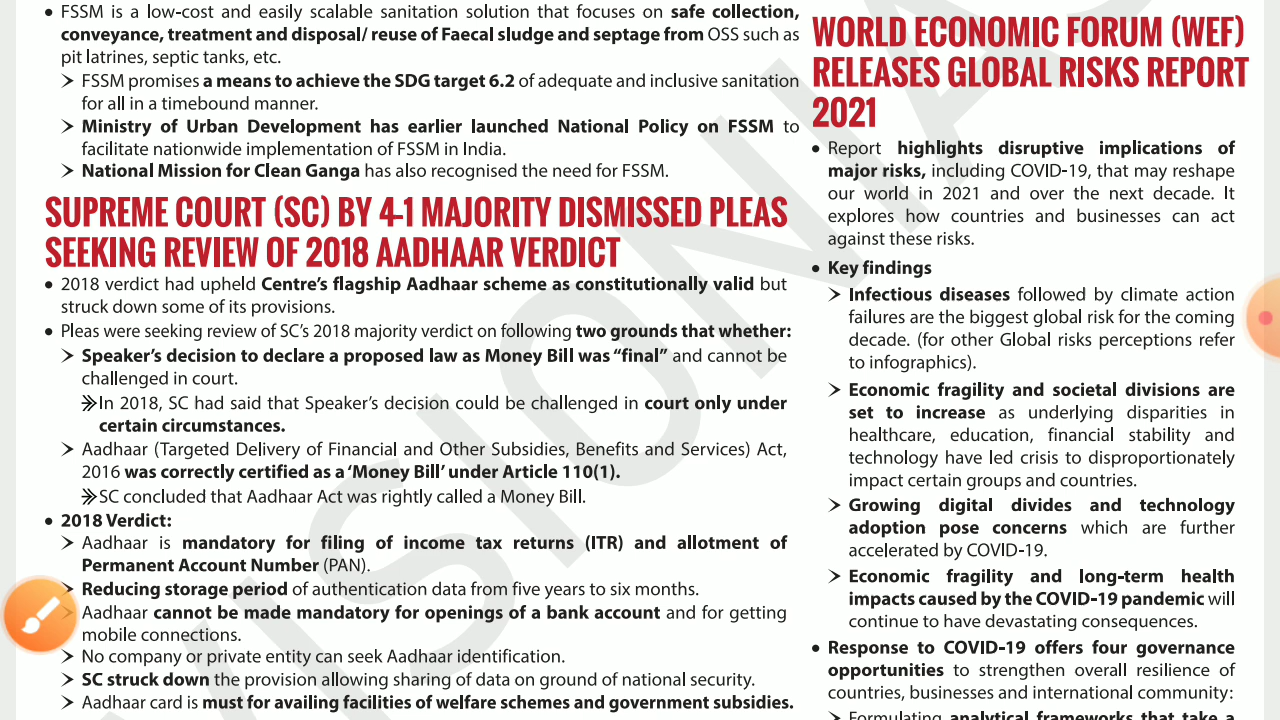 • FSSM is a low-cost and easily scalable sanitation solution that focuses on safe collection,
conveyance, treatment and disposal/ reuse of Faecal sludge and septage from OSS such as
pit latrines, septic tanks, etc.
➢ FSSM promises a means to achieve the SDG target 6.2 of adequate and inclusive sanitation
for all in a timebound manner.
➢ Ministry of Urban Development has earlier launched National Policy on FSSM to
facilitate nationwide implementation of FSSM in India.
➢ National Mission for Clean Ganga has also recognised the need for FSSM.
SUPREME COURT (SC) BY 4-1 MAJORITY DISMISSED PLEAS
SEEKING REVIEW OF 2018 AADHAAR VERDICT
• 2018 verdict had upheld Centre's flagship Aadhaar scheme as constitutionally valid but
struck down some of its provisions.
• Pleas were seeking review of SC's 2018 majority verdict on following two grounds that whether:
➢ Speaker's decision to declare a proposed law as Money Bill was "final" and cannot be
challenged in court.
In 2018, SC had said that Speaker's decision could be challenged in court only under
certain circumstances.
➢ Aadhaar (Targeted Delivery of Financial and Other Subsidies, Benefits and Services) Act,
2016 was correctly certified as a 'Money Bill' under Article 110(1).
SC concluded that Aadhaar Act was rightly called a Money Bill.
• 2018 Verdict:
➢ Aadhaar is mandatory for filing of income tax returns (ITR) and allotment of
Permanent Account Number (PAN).
➢ Reducing storage period of authentication data from five years to six months.
➢ Aadhaar cannot be made mandatory for openings of a bank account and for getting
mobile connections.
➢ No company or private entity can seek Aadhaar identification.
➢ SC struck down the provision allowing sharing of data on ground of national security.
➢ Aadhaar card is must for availing facilities of welfare schemes and government subsidies.
WORLD ECONOMIC FORUM (WEF)
RELEASES GLOBAL RISKS REPORT
2021
• Report highlights disruptive implications of
major risks, including COVID-19, that may reshape
our world in 2021 and over the next decade. It
explores how countries and businesses can act
against these risks.
• Key findings
➢ Infectious diseases followed by climate action
failures are the biggest global risk for the coming
decade. (for other Global risks perceptions refer
to infographics).
➢ Economic fragility and societal divisions are
set to increase as underlying disparities in
healthcare, education, financial stability and
technology have led crisis to disproportionately
impact certain groups and countries.
➢ Growing digital divides and technology
adoption pose concerns which are further
accelerated by COVID-19.
➢ Economic fragility and long-term health
impacts caused by the COVID-19 pandemic will
continue to have devastating consequences.
• Response to COVID-19 offers four governance
opportunities to strengthen overall resilience of
countries, businesses and international community:
➢ Formulating analytical frameworks that take a